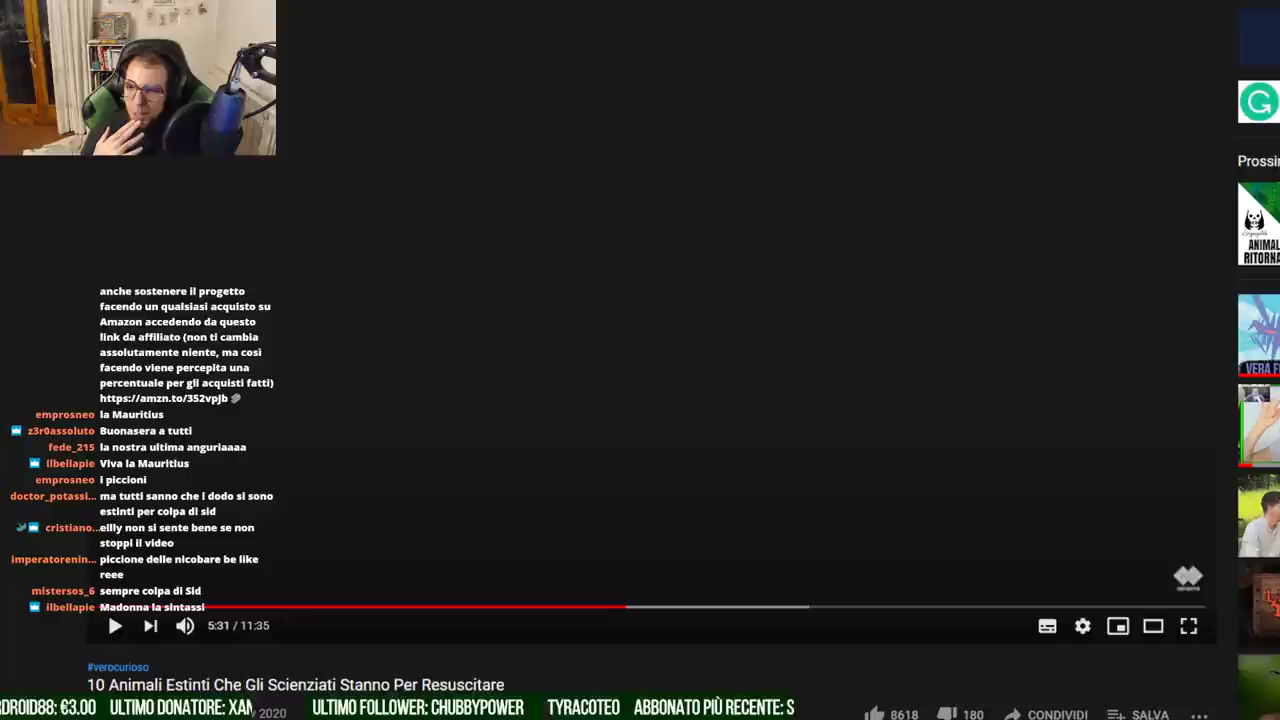 Prossi
ANIMAL
RITORNA
anche sostenere il progetto
facendo un qualsiasi acquisto su
Amazon accedendo da questo
link da affiliato (non ti cambia
assolutamente niente, ma così
facendo viene percepita una
percentuale per gli acquisti fatti)
https://amzn.to/352vpjb
emprosneo la Mauritius
z3r0assoluto Buonasera a tutti
fede_215 la nostra ultima anguriaaaa
ilbellapie Viva la Mauritius
emprosneo i piccioni
doctor_potassi... ma tutti sanno che i dodo si sono
estinti per colpa di sid
cristiano... eilly non si sente bene se non
stoppi il video
imperatorenin... piccione delle nicobare be like
reee
mistersos_6 sempre colpa di Sid
ilbellapie Madonna la sintassi
VERA F
5:31 / 11:35
#verocurioso
10 Animali Estinti Che Gli Scienziati Stanno Per Resuscitare
DROID88: €3.00 ULTIMO DONATORE: XAN ULTIMO FOLLOWER: CHUBBYPOWER TYRACOTEO ABBONATO PIÙ RECENTE: S
2020 8618 180 CONDIVIDI SALVA